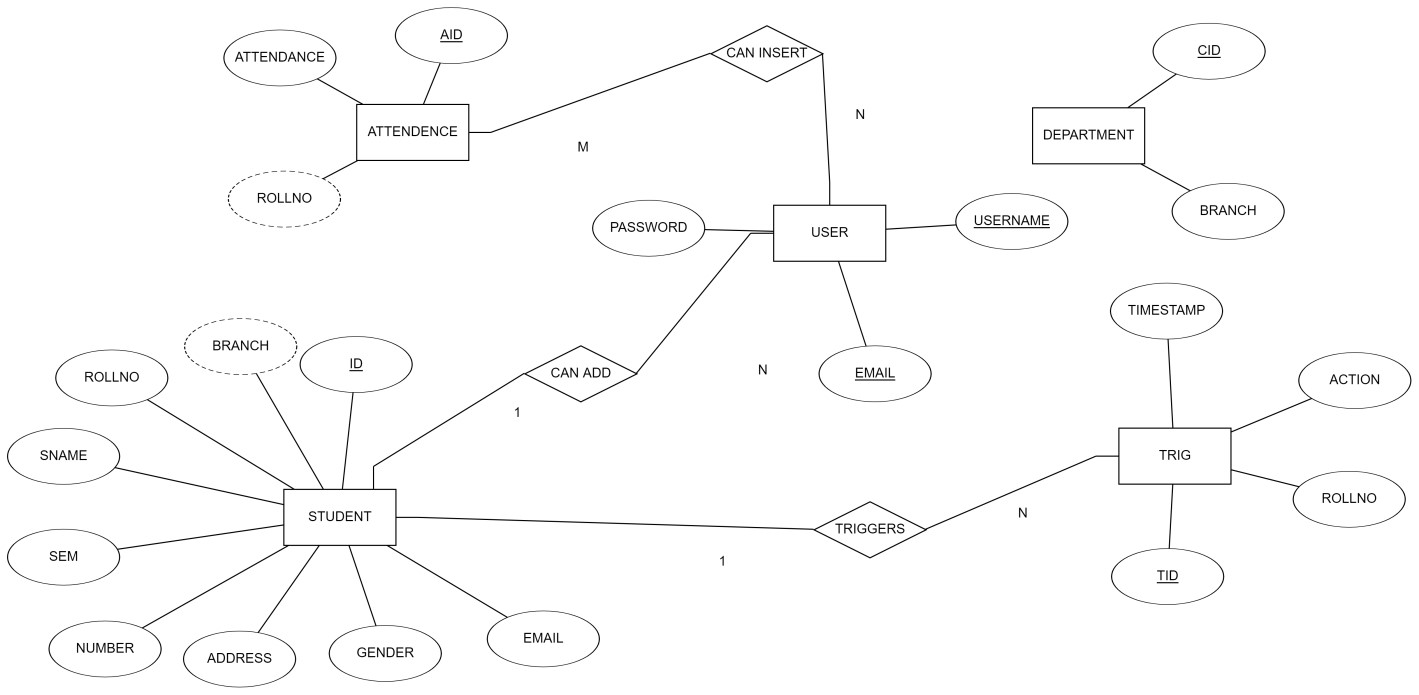 AID
ATTENDANCE
CAN INSERT
CID
ATTENDENCE
DEPARTMENT
N
M
ROLLNO
BRANCH
PASSWORD
USER
USERNAME
TIMESTAMP
BRANCH
ID
ROLLNO
CAN ADD
N
EMAIL
ACTION
1
SNAME
TRIG
STUDENT
TRIGGERS
N
ROLLNO
SEM
1
TID
NUMBER
ADDRESS
GENDER
EMAIL